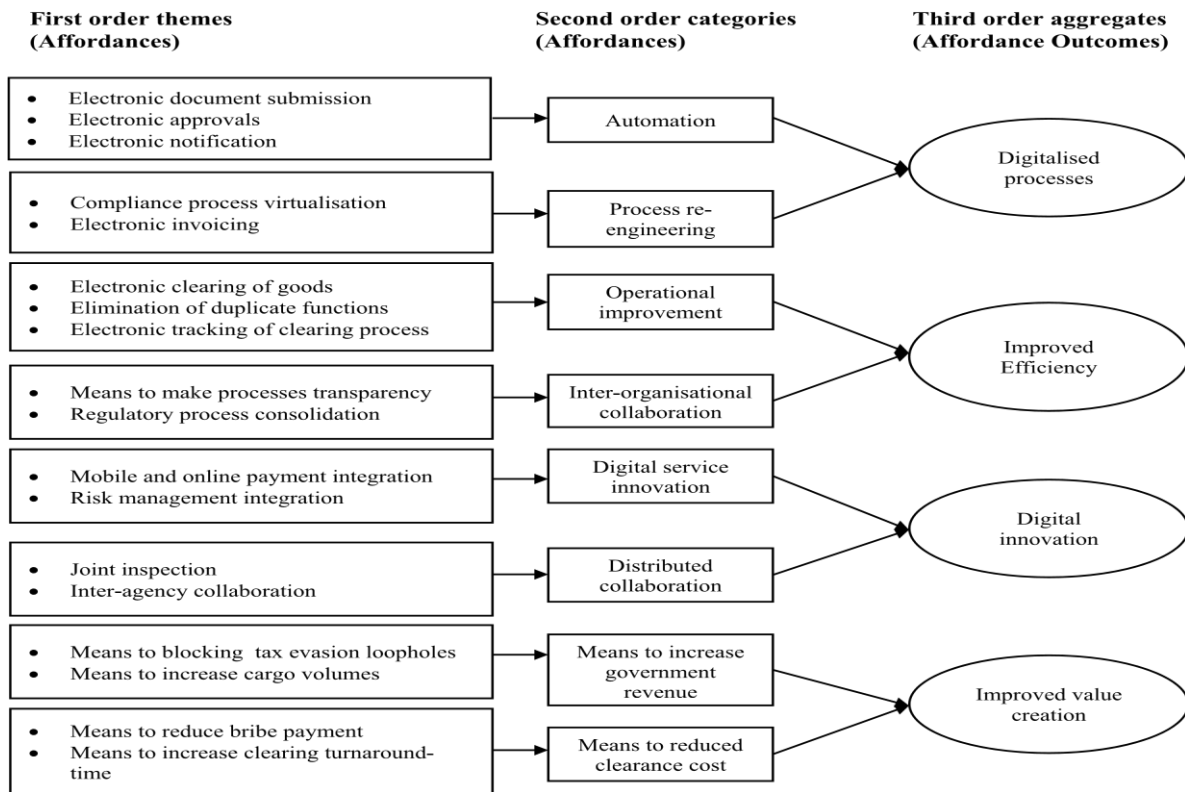 First order themes
(Affordances)
Second order categories
(Affordances)
Third order aggregates
(Affordance Outcomes)
• Electronic document submission
• Electronic approvals
• Electronic notification
Automation
Digitalised
processes
• Compliance process virtualisation
• Electronic invoicing
Process re-
engineering
• Electronic clearing of goods
• Elimination of duplicate functions
• Electronic tracking of clearing process
Operational
improvement
Improved
Efficiency
• Means to make processes transparency
• Regulatory process consolidation
Inter-organisational
collaboration
• Mobile and online payment integration
• Risk management integration
Digital service
innovation
Digital
innovation
• Joint inspection
• Inter-agency collaboration
Distributed
collaboration
• Means to blocking  tax evasion loopholes
• Means to increase cargo volumes
Means to increase
government
revenue
Improved value
creation
• Means to reduce bribe payment
• Means to increase clearing turnaround-
time
Means to reduced
clearance cost